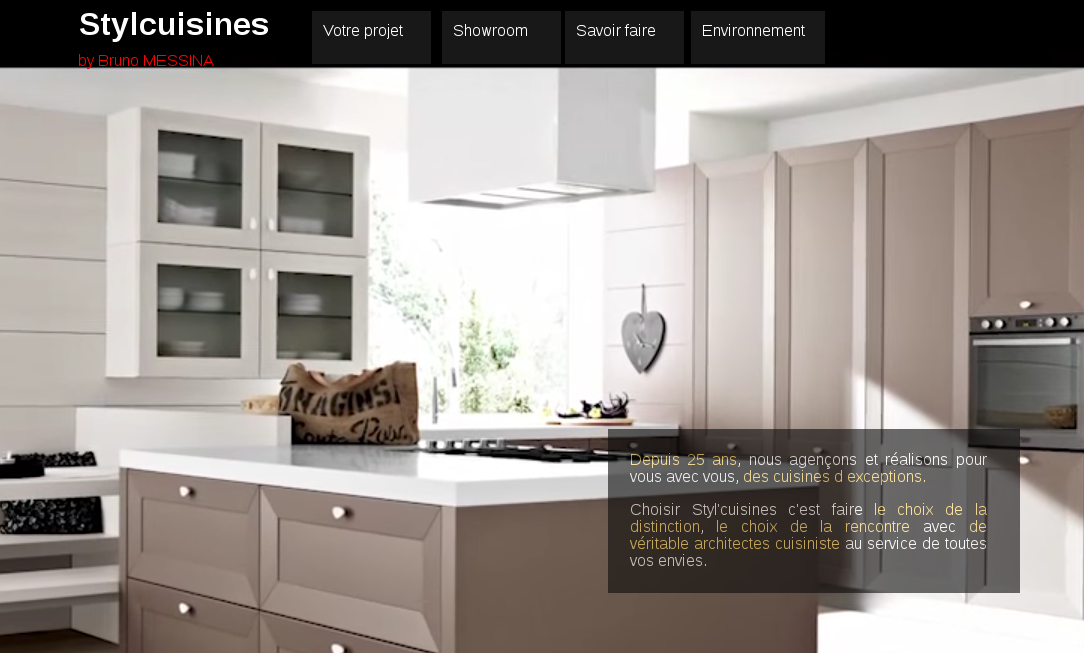 Stylcuisines
by Bruno MESSINA
Votre projet
Showroom
Savoir faire
Environnement
Depuis 25 ans, nous agençons et réalisons pour
vous avec vous, des cuisines d exceptions.
Choisir Styl'cuisines c'est faire le choix de la
distinction, le choix de la rencontre avec de
véritable architectes cuisiniste au service de toutes
vos envies.